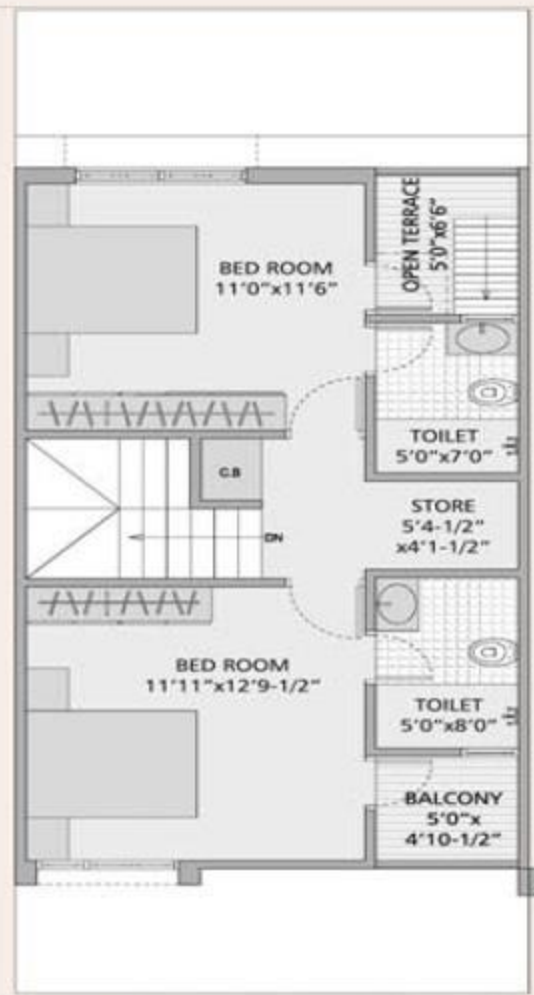 BED ROOM
11'0"x11'6"
OPEN TERRACE
5'0"x6'6"
TOILET
5'0"x7'0"
C.B
STORE
5'4-1/2"
x4'1-1/2"
DN
BED ROOM
11'11"x12'9-1/2"
TOILET
5'0"x8'0"
BALCONY
5'0"x
4'10-1/2"